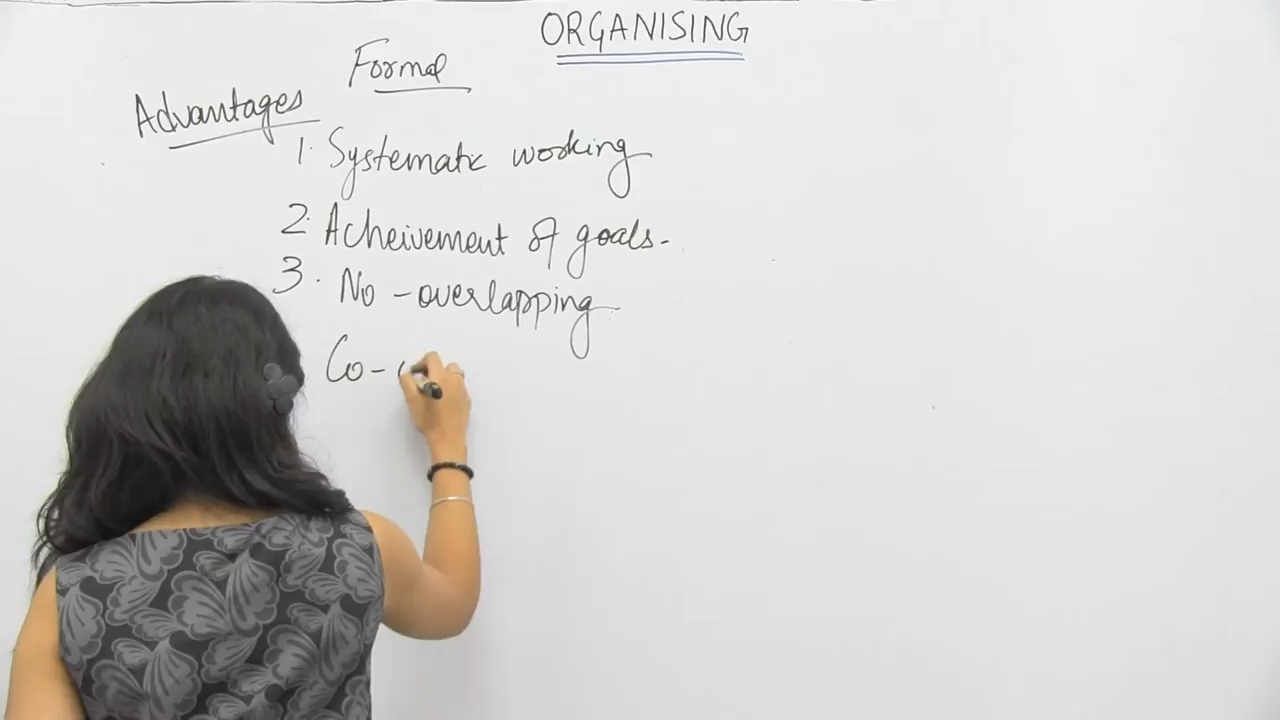 ORGANISING
Formal
Advantages
1. Systematic working
2. Acheivement of goals.
3. No - overlapping
Co-